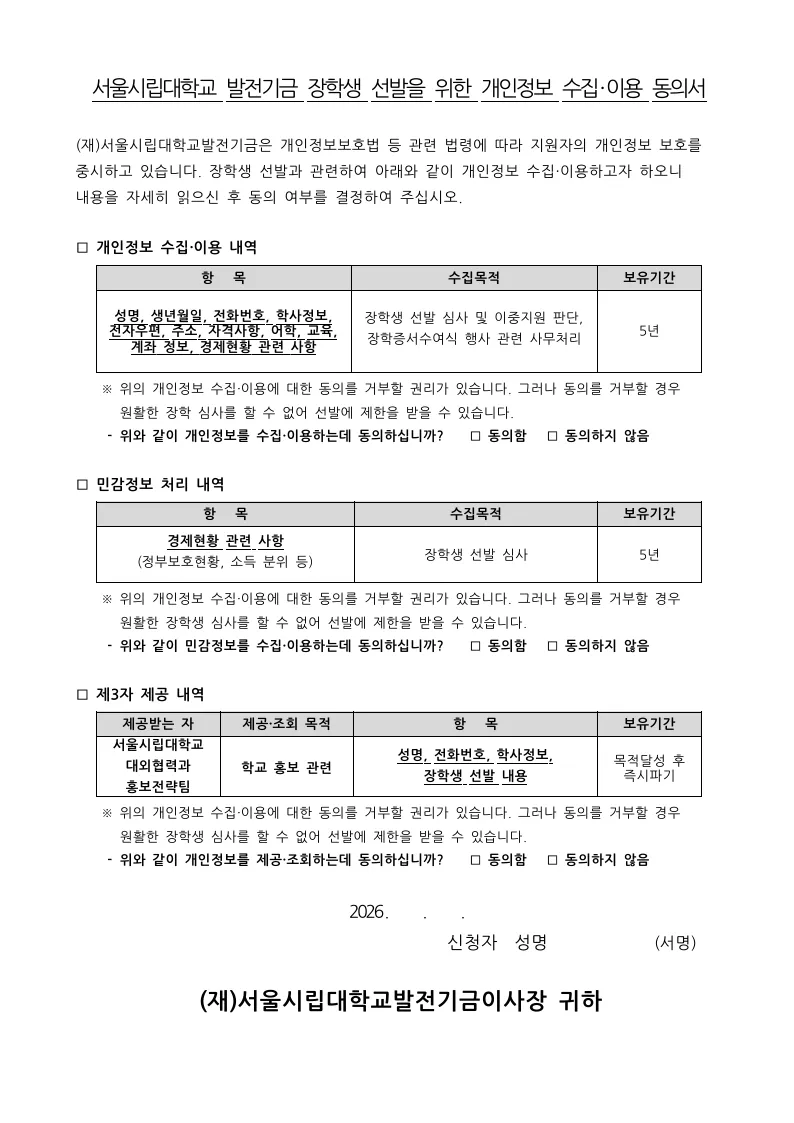 서울시립대학교 발전기금 장학생 선발을 위한 개인정보 수집·이용 동의서
(재)서울시립대학교발전기금은 개인정보보호법 등 관련 법령에 따라 지원자의 개인정보 보호를
중시하고 있습니다. 장학생 선발과 관련하여 아래와 같이 개인정보 수집·이용하고자 하오니
내용을 자세히 읽으신 후 동의 여부를 결정하여 주십시오.
□ 개인정보 수집·이용 내역
항 목 수집목적 보유기간
성명, 생년월일, 전화번호, 학사정보,
전자우편, 주소, 자격사항, 어학, 교육,
계좌 정보, 경제현황 관련 사항
장학생 선발 심사 및 이중지원 판단,
장학증서수여식 행사 관련 사무처리
5년
※ 위의 개인정보 수집·이용에 대한 동의를 거부할 권리가 있습니다. 그러나 동의를 거부할 경우
원활한 장학 심사를 할 수 없어 선발에 제한을 받을 수 있습니다.
- 위와 같이 개인정보를 수집·이용하는데 동의하십니까? □ 동의함 □ 동의하지 않음
□ 민감정보 처리 내역
항 목 수집목적 보유기간
경제현황 관련 사항
(정부보호현황, 소득 분위 등)
장학생 선발 심사
5년
※ 위의 개인정보 수집·이용에 대한 동의를 거부할 권리가 있습니다. 그러나 동의를 거부할 경우
원활한 장학생 심사를 할 수 없어 선발에 제한을 받을 수 있습니다.
- 위와 같이 민감정보를 수집·이용하는데 동의하십니까? □ 동의함 □ 동의하지 않음
□ 제3자 제공 내역
제공받는 자 제공·조회 목적 항 목 보유기간
서울시립대학교
대외협력과
홍보전략팀
학교 홍보 관련
성명, 전화번호, 학사정보,
장학생 선발 내용
목적달성 후
즉시파기
※ 위의 개인정보 수집·이용에 대한 동의를 거부할 권리가 있습니다. 그러나 동의를 거부할 경우
원활한 장학생 심사를 할 수 없어 선발에 제한을 받을 수 있습니다.
- 위와 같이 개인정보를 제공·조회하는데 동의하십니까? □ 동의함 □ 동의하지 않음
2026. . .
신청자 성명 (서명)
(재)서울시립대학교발전기금이사장 귀하